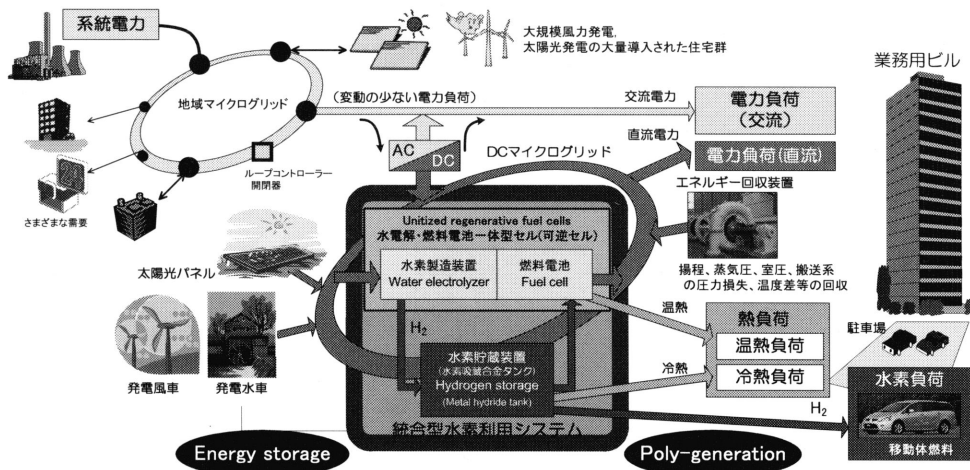 系統電力
大規模風力発電,
太陽光発電の大量導入された住宅群
業務用ビル
地域マイクログリッド
(変動の少ない電力負荷)
交流電力
電力負荷
(交流)
直流電力
電力負荷(直流)
AC
DC
DCマイクログリッド
ループコントローラー
開閉器
さまざまな需要
エネルギー回収装置
Unitized regenerative fuel cells
水電解・燃料電池一体型セル(可逆セル)
太陽光パネル
水素製造装置
Water electrolyzer
燃料電池
Fuel cell
揚程、蒸気圧、室圧、搬送系
の圧力損失、温度差等の回収
温熱
熱負荷
温熱負荷
冷熱負荷
駐車場
H2
水素貯蔵装置
(水素吸蔵合金タンク)
Hydrogen storage
(Metal hydride tank)
冷熱
発電風車
発電水車
水素負荷
H2
移動体燃料
統合型水素利用システム
Energy storage
Poly-generation